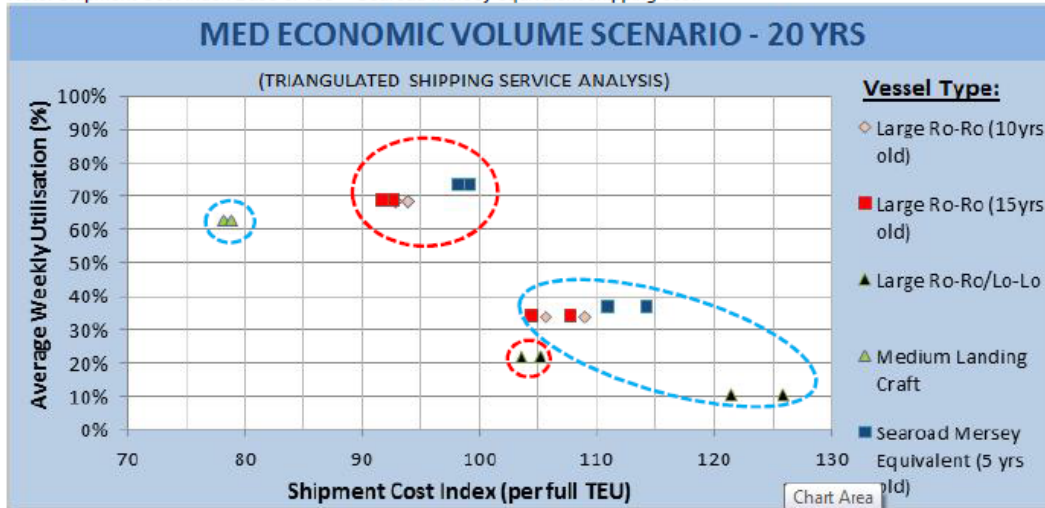 MED ECONOMIC VOLUME SCENARIO - 20 YRS
(TRIANGULATED SHIPPING SERVICE ANALYSIS)
Average Weekly Utilisation (%)
100%
90%
80%
70%
60%
50%
40%
30%
20%
10%
0%
70 80 90 100 110 120 130
Shipment Cost Index (per full TEU)
Vessel Type:
Large Ro-Ro (10yrs
old)
Large Ro-Ro (15yrs
old)
Large Ro-Ro/Lo-Lo
Medium Landing
Craft
Searoad Mersey
Equivalent (5 yrs
old)
Chart Area